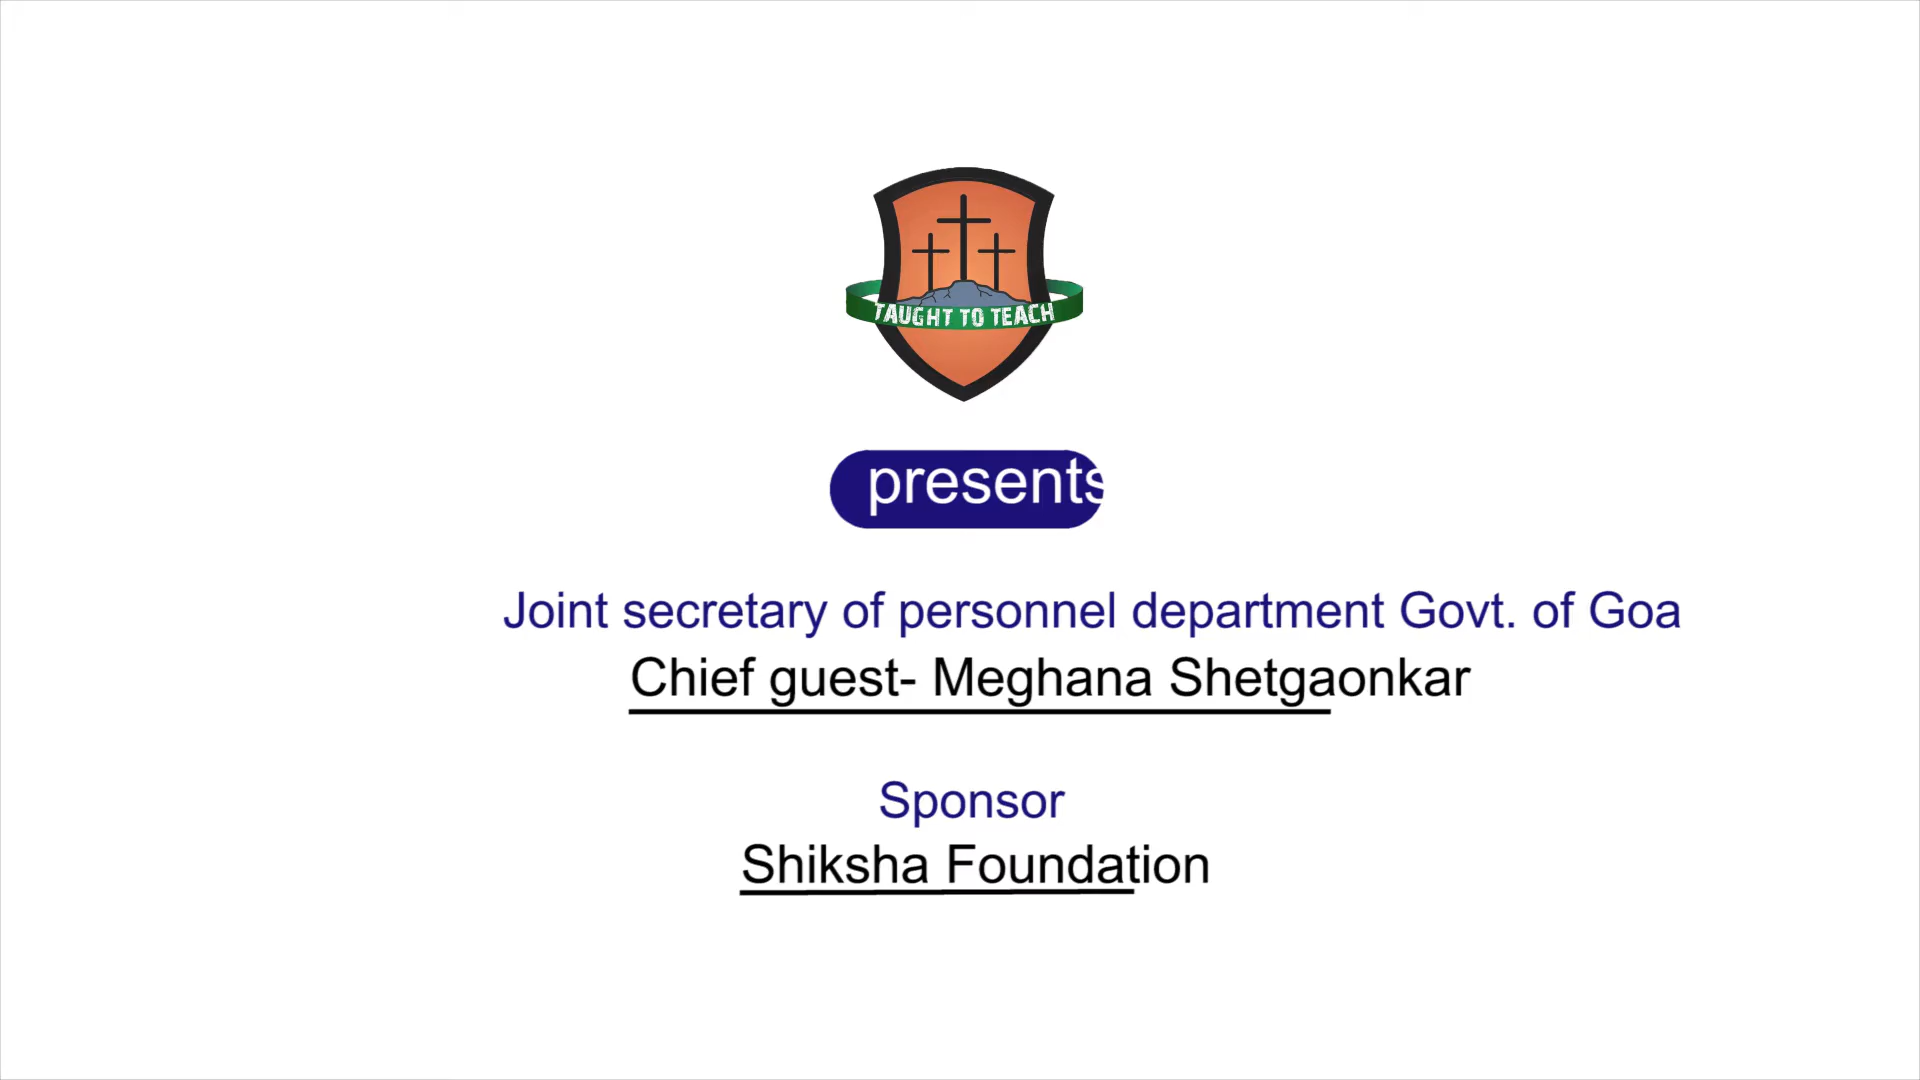 TAUGHT TO TEACH
presents
Joint secretary of personnel department Govt. of Goa
Chief guest- Meghana Shetgaonkar
Sponsor
Shiksha Foundation